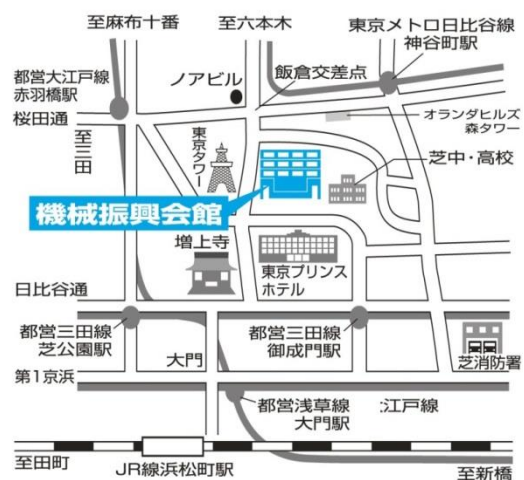 至麻布十番
至六本木
東京メトロ日比谷線
神谷町駅
都営大江戸線
赤羽橋駅
ノアビル
飯倉交差点
桜田通
オランダヒルズ
森タワー
至三田
東京タワー
芝中・高校
機械振興会館
増上寺
東京プリンス
ホテル
日比谷通
都営三田線
芝公園駅
都営三田線
御成門駅
大門
芝消防署
第1京浜
都営浅草線
大門駅
江戸線
至田町
JR線浜松町駅
至新橋